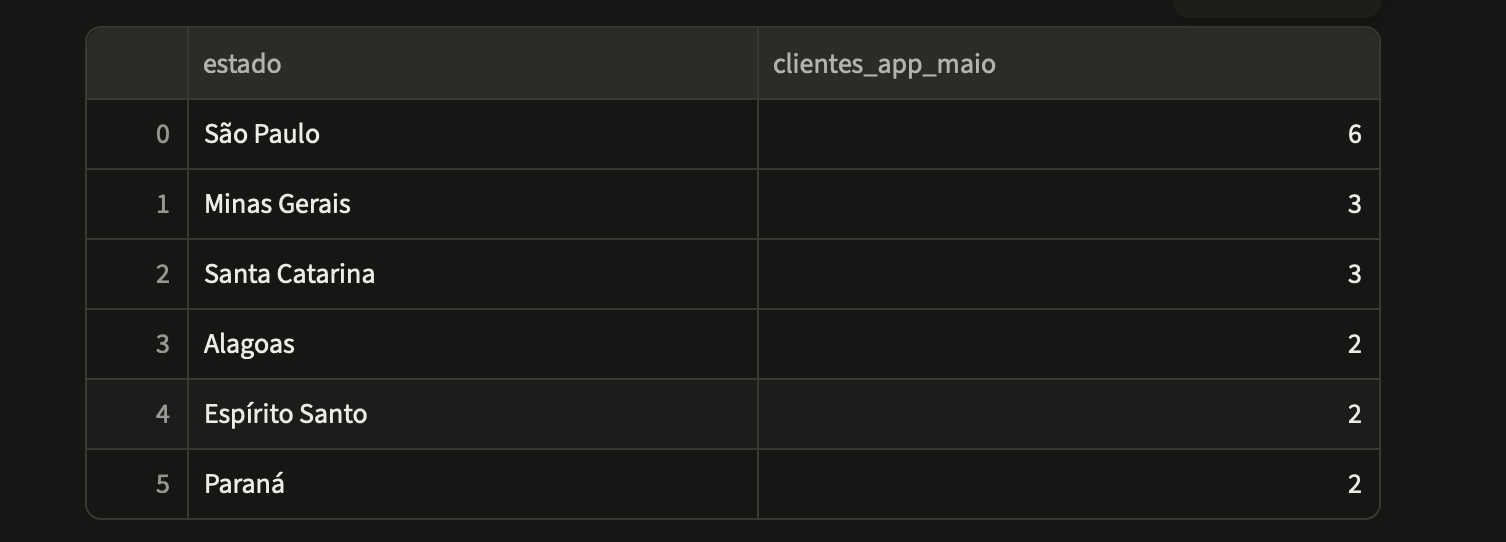 estado clientes_app_maio
0 São Paulo 6
1 Minas Gerais 3
2 Santa Catarina 3
3 Alagoas 2
4 Espírito Santo 2
5 Paraná 2